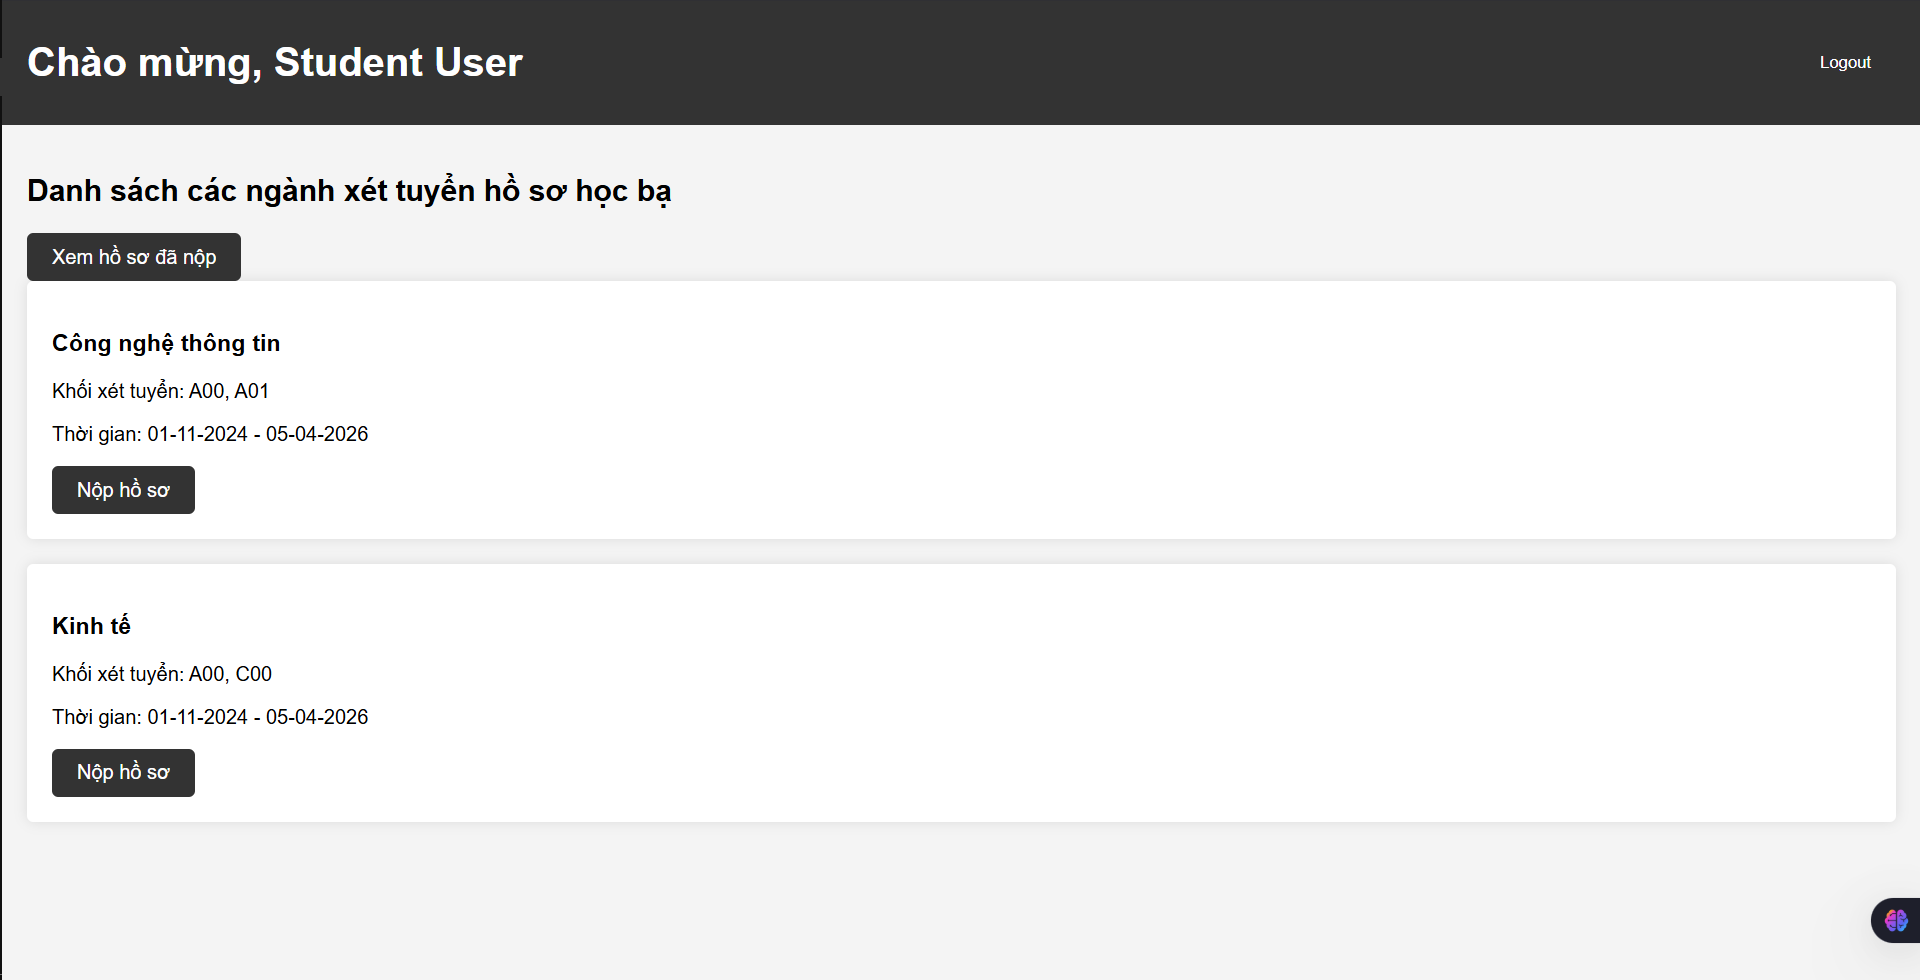 Chào mừng, Student User
Logout
Danh sách các ngành xét tuyển hồ sơ học bạ
Xem hồ sơ đã nộp
Công nghệ thông tin
Khối xét tuyển: A00, A01
Thời gian: 01-11-2024 - 05-04-2026
Nộp hồ sơ
Kinh tế
Khối xét tuyển: A00, C00
Thời gian: 01-11-2024 - 05-04-2026
Nộp hồ sơ